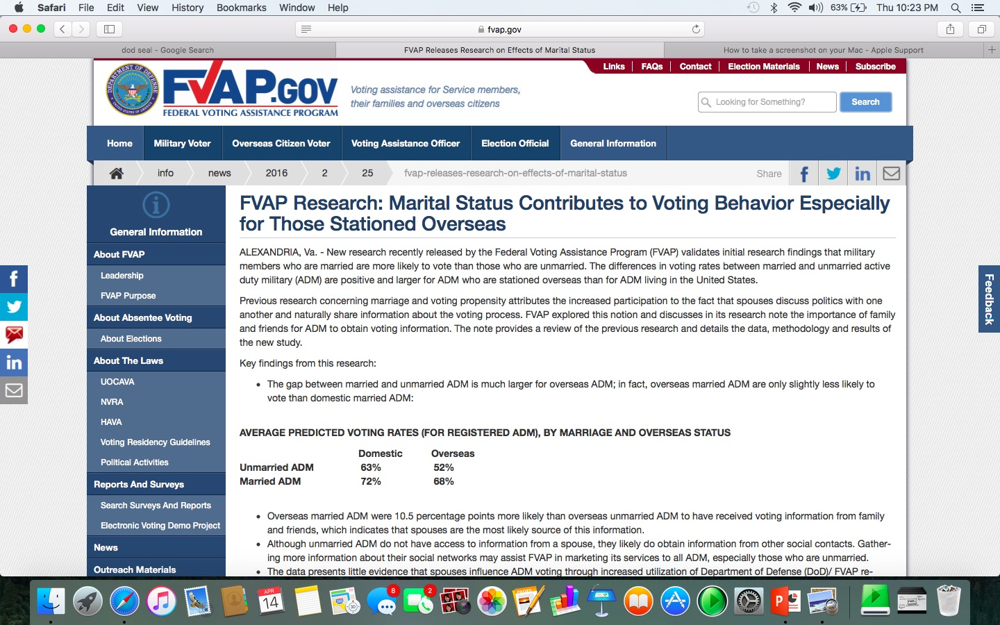 Safari File Edit View History Bookmarks Window Help 63% Thu 10:23 PM
fvap.gov
dod seal - Google Search
FVAP Releases Research on Effects of Marital Status
How to take a screenshot on your Mac - Apple Support
Links FAQs Contact Election Materials News Subscribe
DEPARTMENT OF DEFENSE
UNITED STATES OF AMERICA
FVAP.GOV
FEDERAL VOTING ASSISTANCE PROGRAM
Voting assistance for Service members,
their families and overseas citizens
Looking for Something? Search
Home Military Voter Overseas Citizen Voter Voting Assistance Officer Election Official General Information
info news 2016 2 25 fvap-releases-research-on-effects-of-marital-status Share
General Information
About FVAP
Leadership
FVAP Purpose
About Absentee Voting
About Elections
About The Laws
UOCAVA
NVRA
HAVA
Voting Residency Guidelines
Political Activities
Reports And Surveys
Search Surveys And Reports
Electronic Voting Demo Project
News
Outreach Materials
FVAP Research: Marital Status Contributes to Voting Behavior Especially
for Those Stationed Overseas
ALEXANDRIA, Va. - New research recently released by the Federal Voting Assistance Program (FVAP) validates initial research findings that military
members who are married are more likely to vote than those who are unmarried. The differences in voting rates between married and unmarried active
duty military (ADM) are positive and larger for ADM who are stationed overseas than for ADM living in the United States.
Previous research concerning marriage and voting propensity attributes the increased participation to the fact that spouses discuss politics with one
another and naturally share information about the voting process. FVAP explored this notion and discusses in its research note the importance of family
and friends for ADM to obtain voting information. The note provides a review of the previous research and details the data, methodology and results of
the new study.
Key findings from this research:
• The gap between married and unmarried ADM is much larger for overseas ADM; in fact, overseas married ADM are only slightly less likely to
vote than domestic married ADM:
AVERAGE PREDICTED VOTING RATES (FOR REGISTERED ADM), BY MARRIAGE AND OVERSEAS STATUS
Domestic Overseas
Unmarried ADM 63% 52%
Married ADM 72% 68%
• Overseas married ADM were 10.5 percentage points more likely than overseas unmarried ADM to have received voting information from family
and friends, which indicates that spouses are the most likely source of this information.
• Although unmarried ADM do not have access to information from a spouse, they likely do obtain information from other social contacts. Gather-
ing more information about their social networks may assist FVAP in marketing its services to all ADM, especially those who are unmarried.
• The data presents little evidence that spouses influence ADM voting through increased utilization of Department of Defense (DoD)/ FVAP re-
Feedback
APR
14
8
2